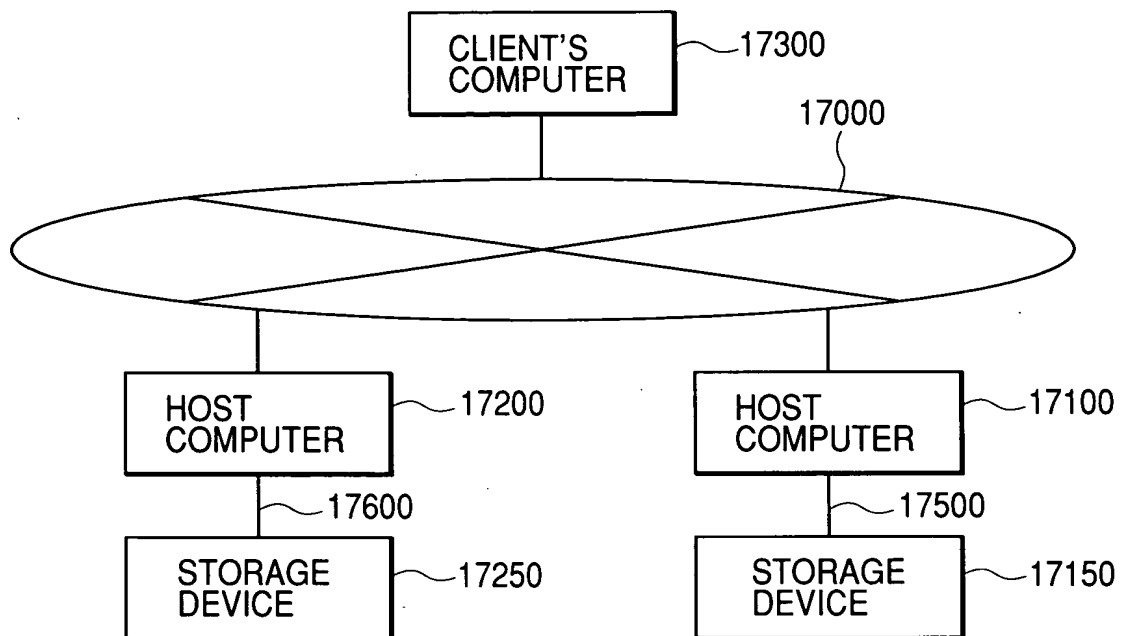 CLIENT'S
COMPUTER
17300
17000
HOST
COMPUTER
17200
HOST
COMPUTER
17100
17600
17500
STORAGE
DEVICE
17250
STORAGE
DEVICE
17150